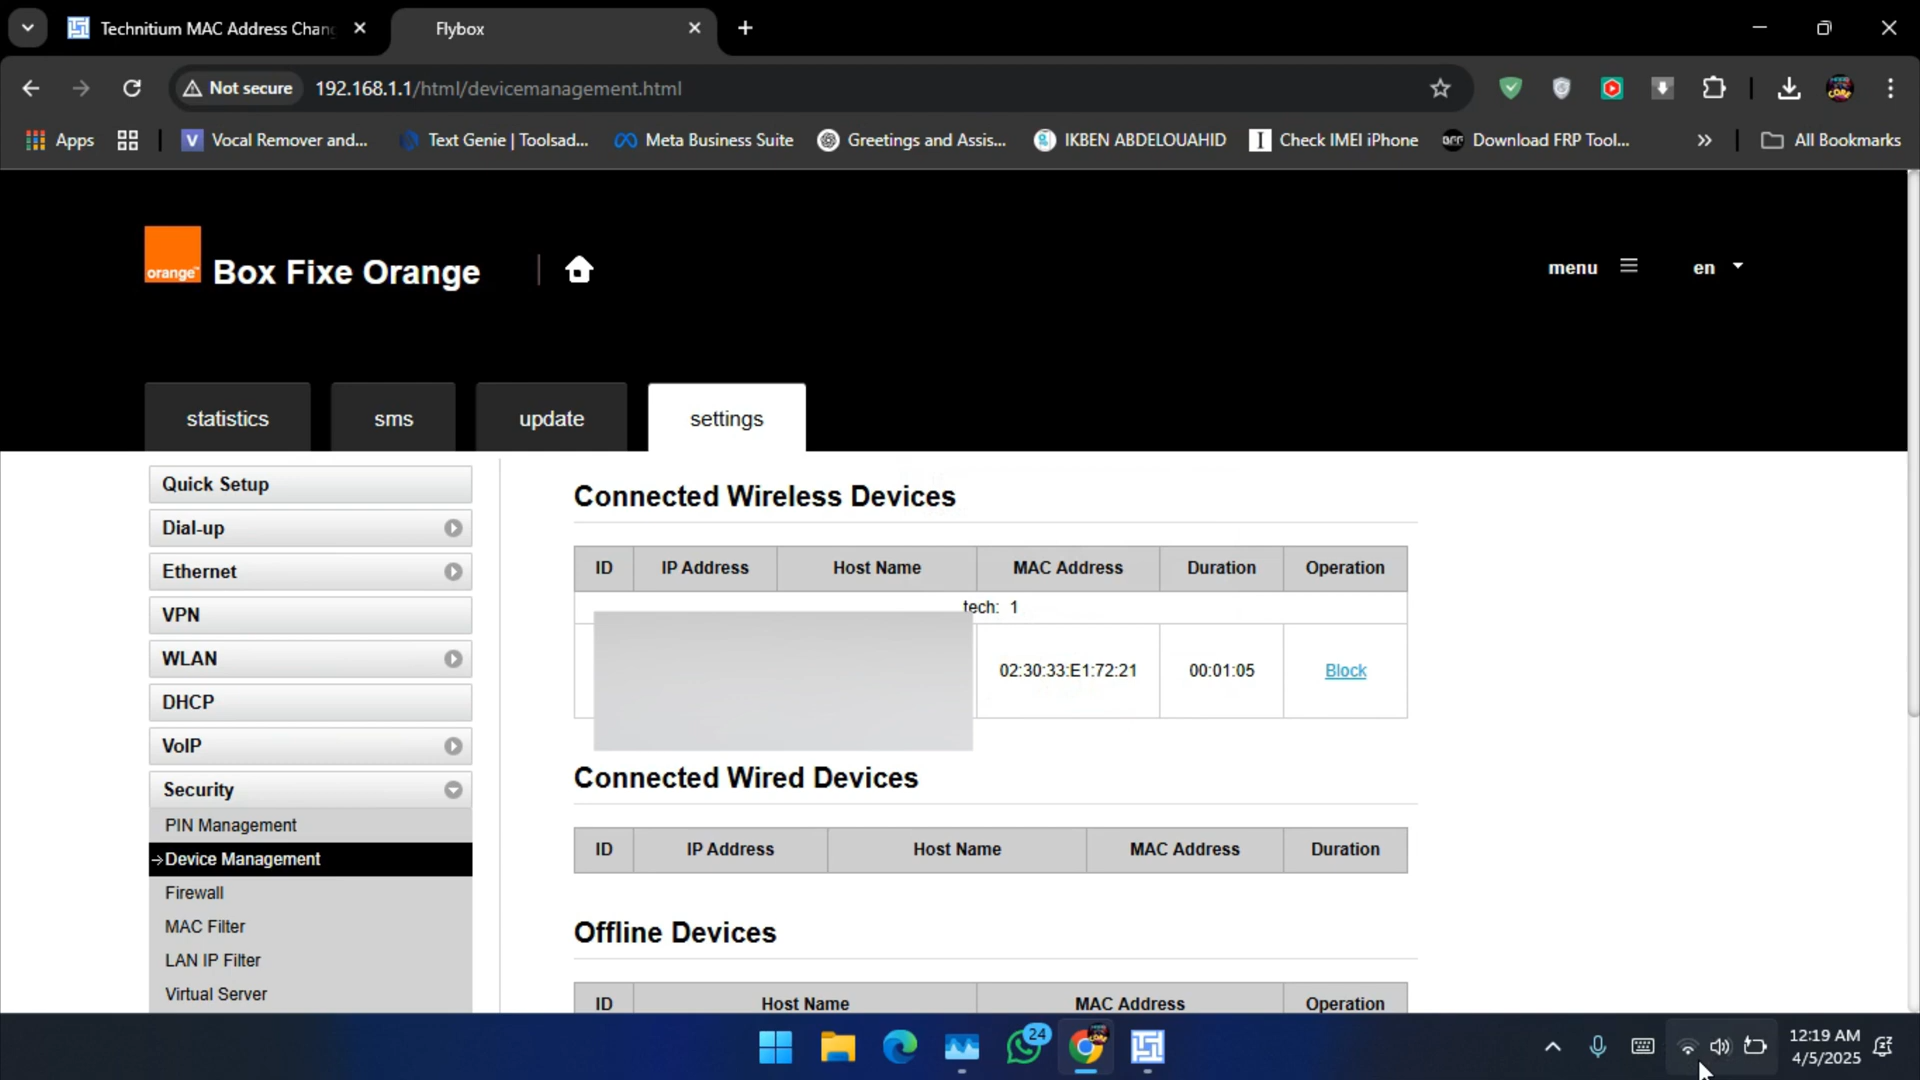 Technitium MAC Address Chan
Flybox
Not secure
192.168.1.1/html/devicemanagement.html
Apps
Vocal Remover and...
Text Genie | Toolsad...
Meta Business Suite
Greetings and Assis...
IKBEN ABDELOUAHID
Check IMEI iPhone
Download FRP Tool...
All Bookmarks
orange™
Box Fixe Orange
menu
en
statistics
sms
update
settings
Quick Setup
Dial-up
Ethernet
VPN
WLAN
DHCP
VoIP
Security
PIN Management
Device Management
Firewall
MAC Filter
LAN IP Filter
Virtual Server
Connected Wireless Devices
ID IP Address Host Name MAC Address Duration Operation
tech: 1
02:30:33:E1:72:21 00:01:05 Block
Connected Wired Devices
ID IP Address Host Name MAC Address Duration
Offline Devices
ID Host Name MAC Address Operation
24
12:19 AM
4/5/2025